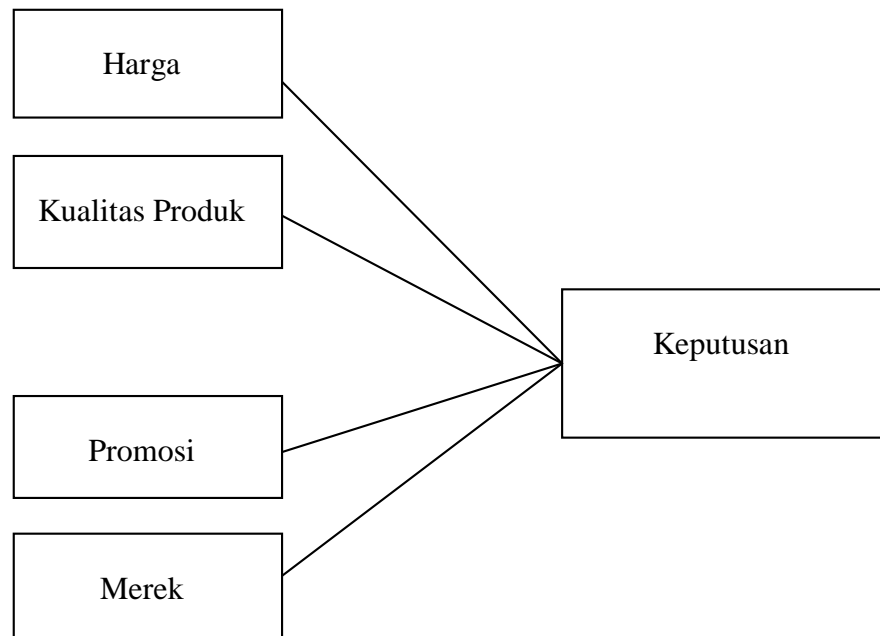 Harga
Kualitas Produk
Keputusan
Promosi
Merek